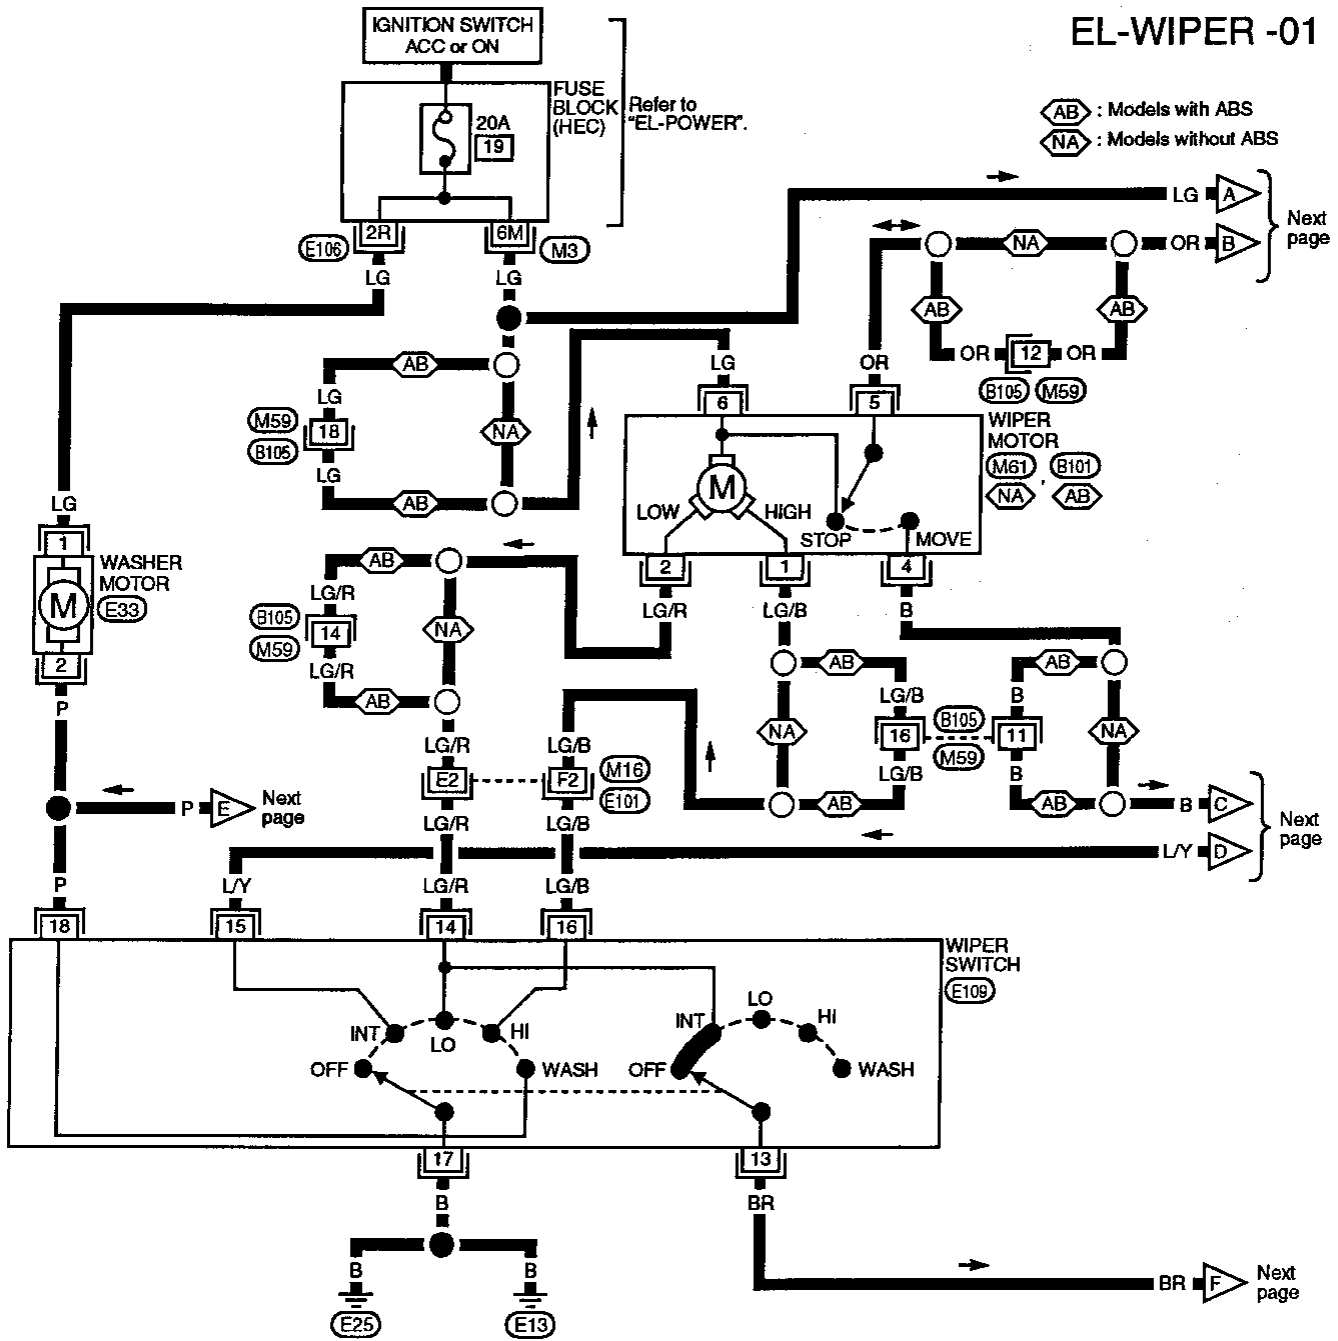 EL-WIPER -01
IGNITION SWITCH
ACC or ON
FUSE
BLOCK
(HEC)
Refer to
"EL-POWER".
20A
19
AB : Models with ABS
NA : Models without ABS
2R
6M
E106
M3
LG
LG
LG
A
OR
B
Next
page
NA
AB
AB
OR
12
OR
B105
M59
AB
LG
M59
18
B105
LG
NA
AB
LG
OR
6
5
WIPER
MOTOR
M61 , B101
NA
AB
M
LOW
HIGH
STOP
MOVE
2
1
4
LG/R
LG/B
B
LG
1
WASHER
MOTOR
M
E33
2
P
AB
LG/R
B105
14
M59
LG/R
NA
AB
AB
LG/B
B105
16
11
M59
LG/B
NA
AB
AB
B
B
NA
AB
LG/R
LG/B
E2
F2
M16
E101
LG/R
LG/B
P
E
Next
page
B
C
L/Y
D
Next
page
P
L/Y
LG/R
LG/B
18
15
14
16
WIPER
SWITCH
E109
OFF
INT
LO
HI
WASH
OFF
INT
LO
HI
WASH
17
13
B
BR
B
B
E25
E13
BR
F
Next
page